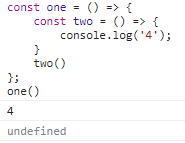 const one = () => {
    const two = () => {
        console.log('4');
    }
    two()
};
one()
4
undefined